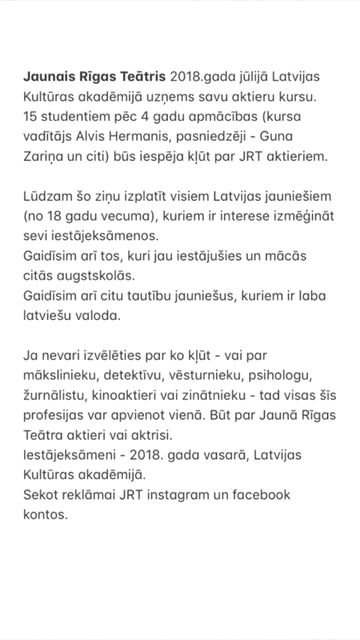 Jaunais Rīgas Teātris 2018.gada jūlijā Latvijas
Kultūras akadēmijā uzņems savu aktieru kursu.
15 studentiem pēc 4 gadu apmācības (kursa
vadītājs Alvis Hermanis, pasniedzēji - Guna
Zariņa un citi) būs iespēja kļūt par JRT aktieriem.
Lūdzam šo ziņu izplatīt visiem Latvijas jauniešiem
(no 18 gadu vecuma), kuriem ir interese izmēģināt
sevi iestājeksāmenos.
Gaidīsim arī tos, kuri jau iestājušies un mācās
citās augstskolās.
Gaidīsim arī citu tautību jauniešus, kuriem ir laba
latviešu valoda.
Ja nevari izvēlēties par ko kļūt - vai par
mākslinieku, detektīvu, vēsturnieku, psihologu,
žurnālistu, kinoaktieri vai zinātnieku - tad visas šīs
profesijas var apvienot vienā. Būt par Jaunā Rīgas
Teātra aktieri vai aktrisi.
Iestājeksāmeni - 2018. gada vasarā, Latvijas
Kultūras akadēmijā.
Sekot reklāmai JRT instagram un facebook
kontos.